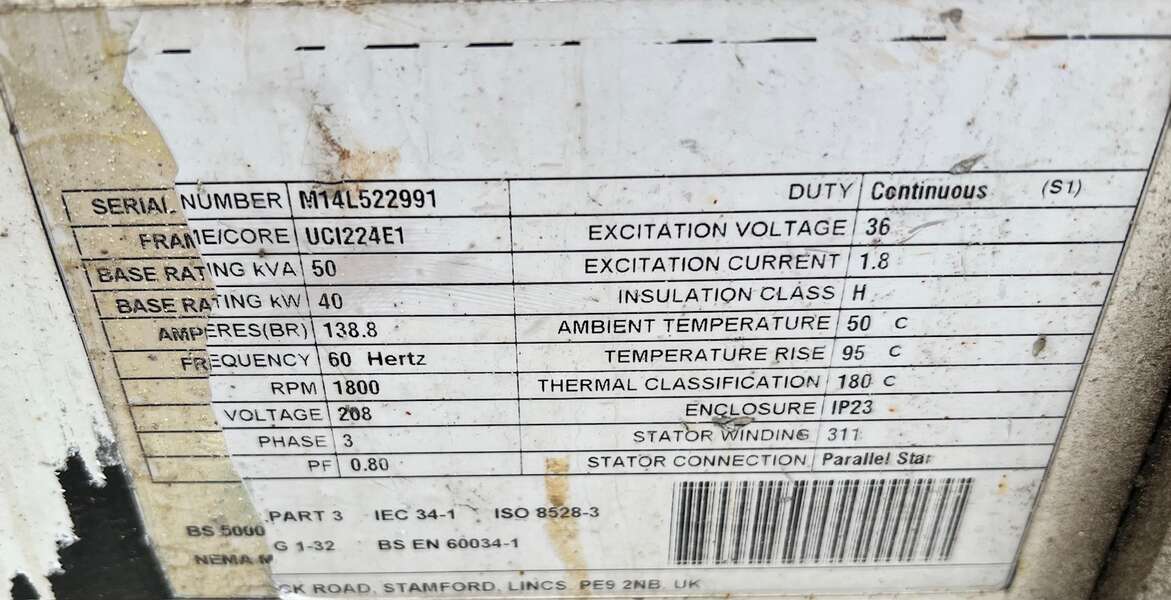 SERIAL NUMBER M14L522991 DUTY Continuous (S1)
FRAME/CORE UCI224E1 EXCITATION VOLTAGE 36
BASE RATING KVA 50 EXCITATION CURRENT 1.8
BASE RATING KW 40 INSULATION CLASS H
AMPERES(BR) 138.8 AMBIENT TEMPERATURE 50 C
FREQUENCY 60 Hertz TEMPERATURE RISE 95 C
RPM 1800 THERMAL CLASSIFICATION 180 C
VOLTAGE 208 ENCLOSURE IP23
PHASE 3 STATOR WINDING 311
PF 0.80 STATOR CONNECTION Parallel Star
BS 5000 PART 3 IEC 34-1 ISO 8528-3
NEMA M G 1-32 BS EN 60034-1
CK ROAD, STAMFORD, LINCS, PE9 2NB, UK